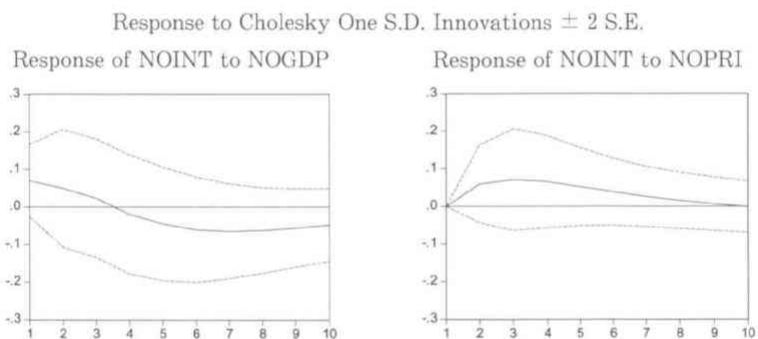 Response to Cholesky One S.D. Innovations ± 2 S.E.
Response of NOINT to NOGDP
Response of NOINT to NOPRI
.3
.2
.1
.0
-.1
-.2
-.3
1 2 3 4 5 6 7 8 9 10
.3
.2
.1
.0
-.1
-.2
-.3
1 2 3 4 5 6 7 8 9 10